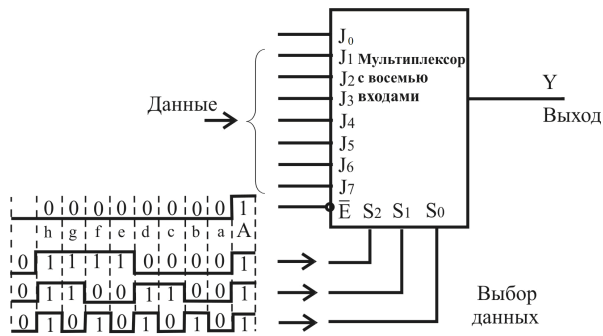 J0
J1 Мультиплексор
J2 с восемью
J3 входами
J4
J5
J6
J7
Данные
Y
Выход
E̅ S2 S1 S0
0 0 0 0 0 0 0 0 1
h g f e d c b a A
0 1 1 1 1 0 0 0 0 1
0 1 1 0 0 1 1 0 0 1
0 1 0 1 0 1 0 1 0 1
Выбор
данных